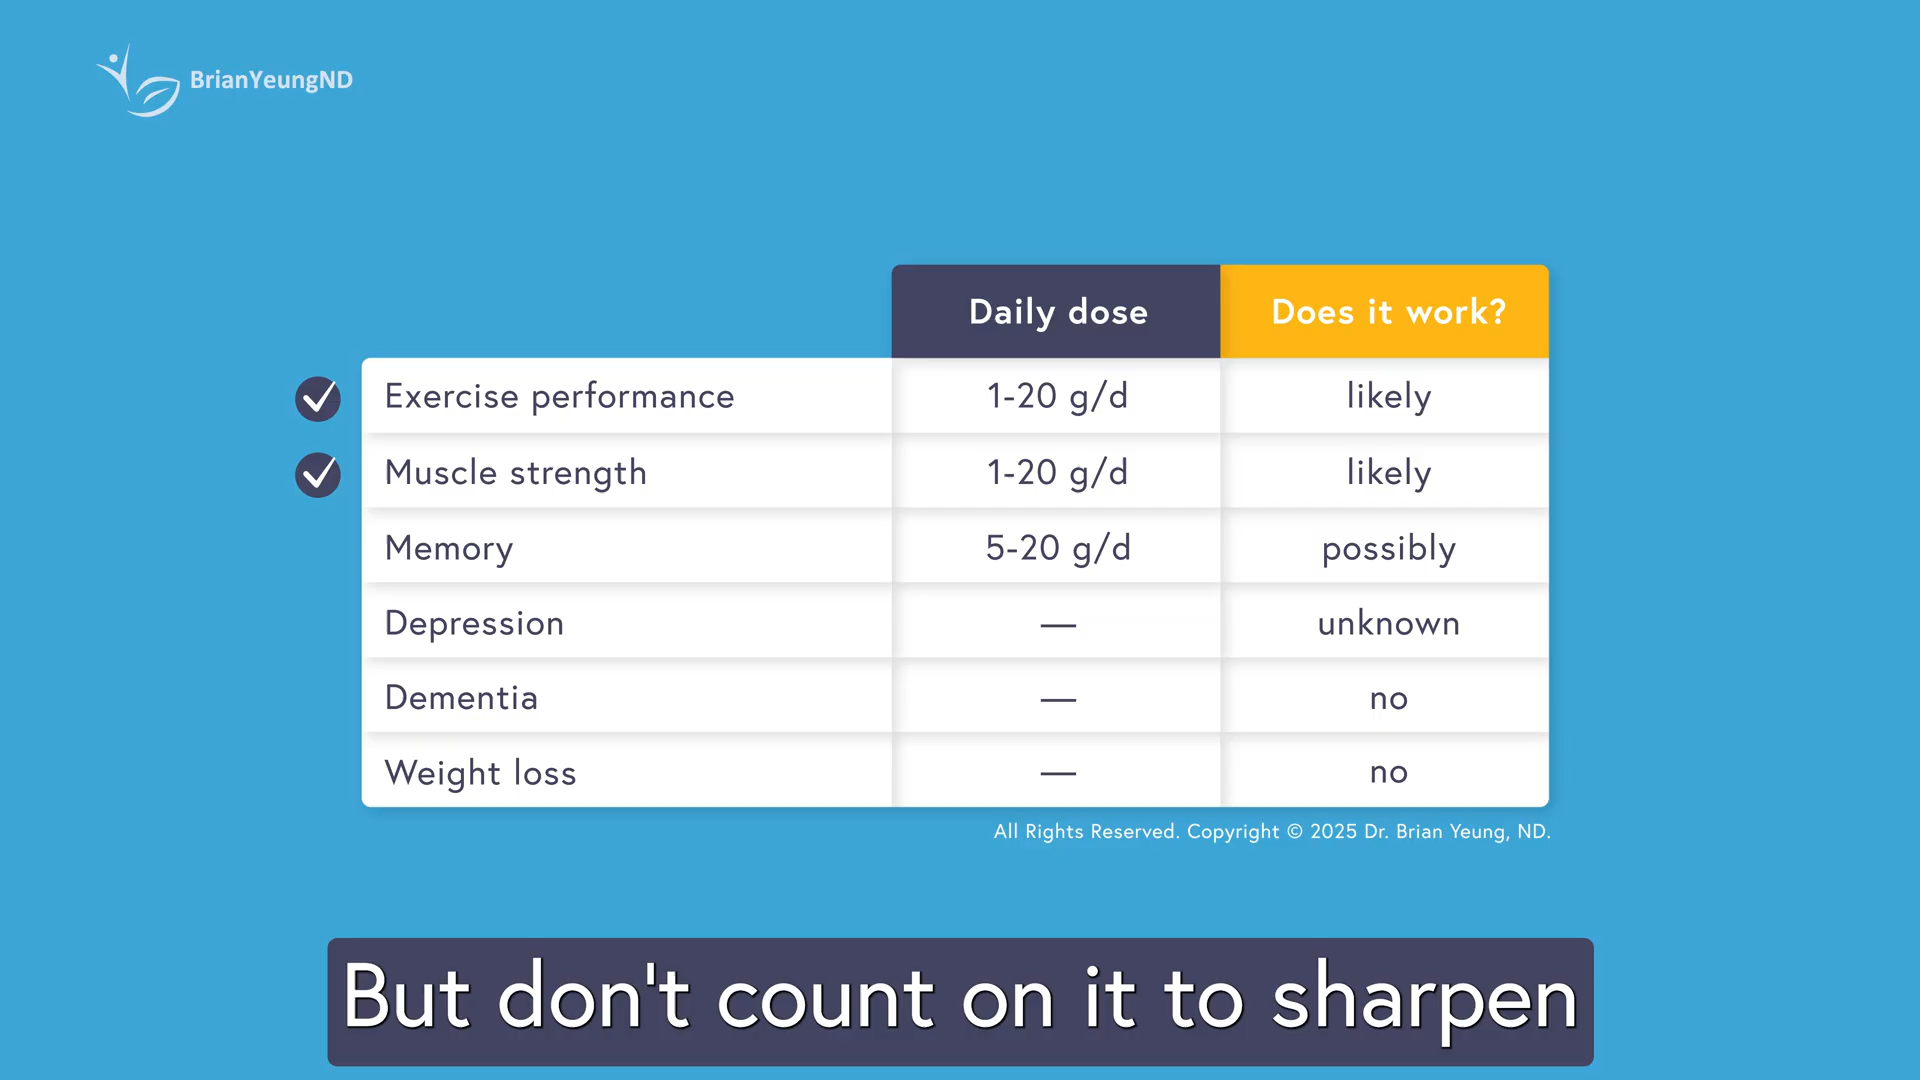 BrianYeungND
Daily dose Does it work?
Exercise performance 1-20 g/d likely
Muscle strength 1-20 g/d likely
Memory 5-20 g/d possibly
Depression — unknown
Dementia — no
Weight loss — no
All Rights Reserved. Copyright © 2025 Dr. Brian Yeung, ND.
But don't count on it to sharpen